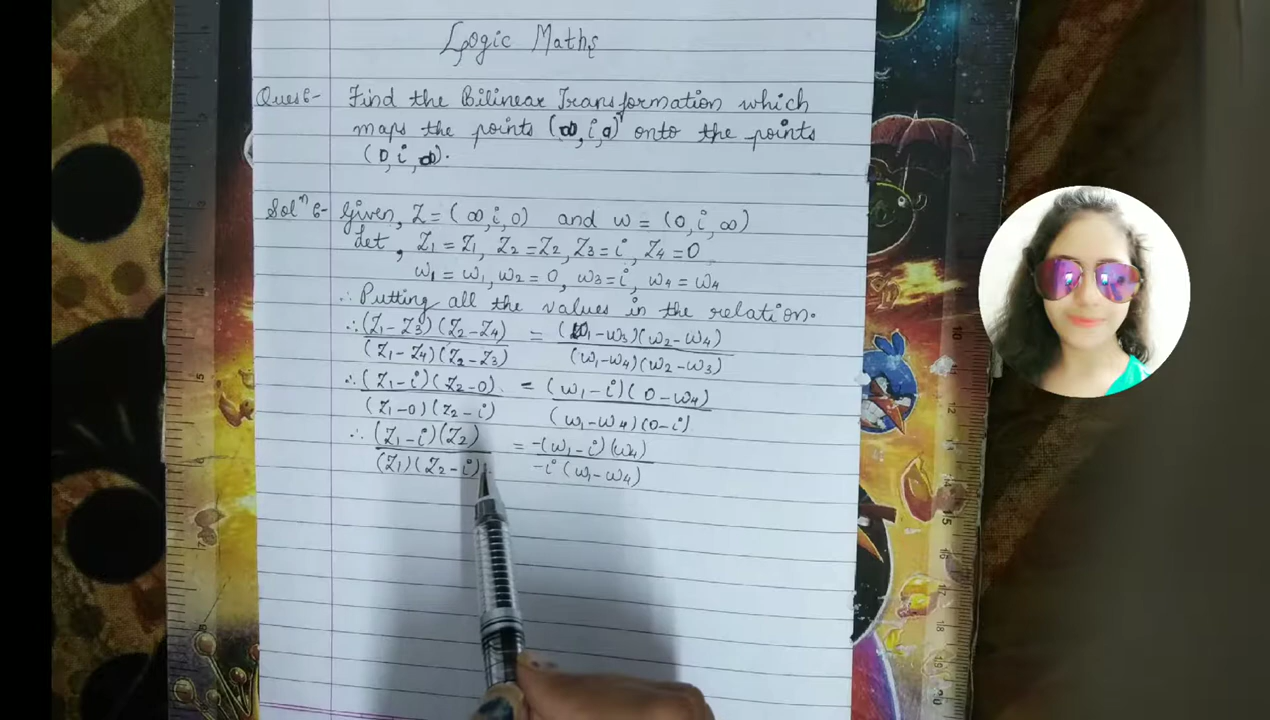 Logic Maths
Ques 6- Find the Bilinear Transformation which
maps the points (∞, i, 0) onto the points
(0, i, ∞).
Solⁿ 6- Given, Z = (∞, i, 0) and w = (0, i, ∞)
Let, Z₁ = Z₁, Z₂ = Z₂, Z₃ = i, Z₄ = 0
w₁ = w₁, w₂ = 0, w₃ = i, w₄ = w₄
∴ Putting all the values in the relation.
∴ (Z₁-Z₃)(Z₂-Z₄) / (Z₁-Z₄)(Z₂-Z₃) = (w₁-w₃)(w₂-w₄) / (w₁-w₄)(w₂-w₃)
∴ (Z₁-i)(Z₂-0) / (Z₁-0)(Z₂-i) = (w₁-i)(0-w₄) / (w₁-w₄)(0-i)
∴ (Z₁-i)(Z₂) / (Z₁)(Z₂-i) = -(w₁-i)(w₄) / -i(w₁-w₄)